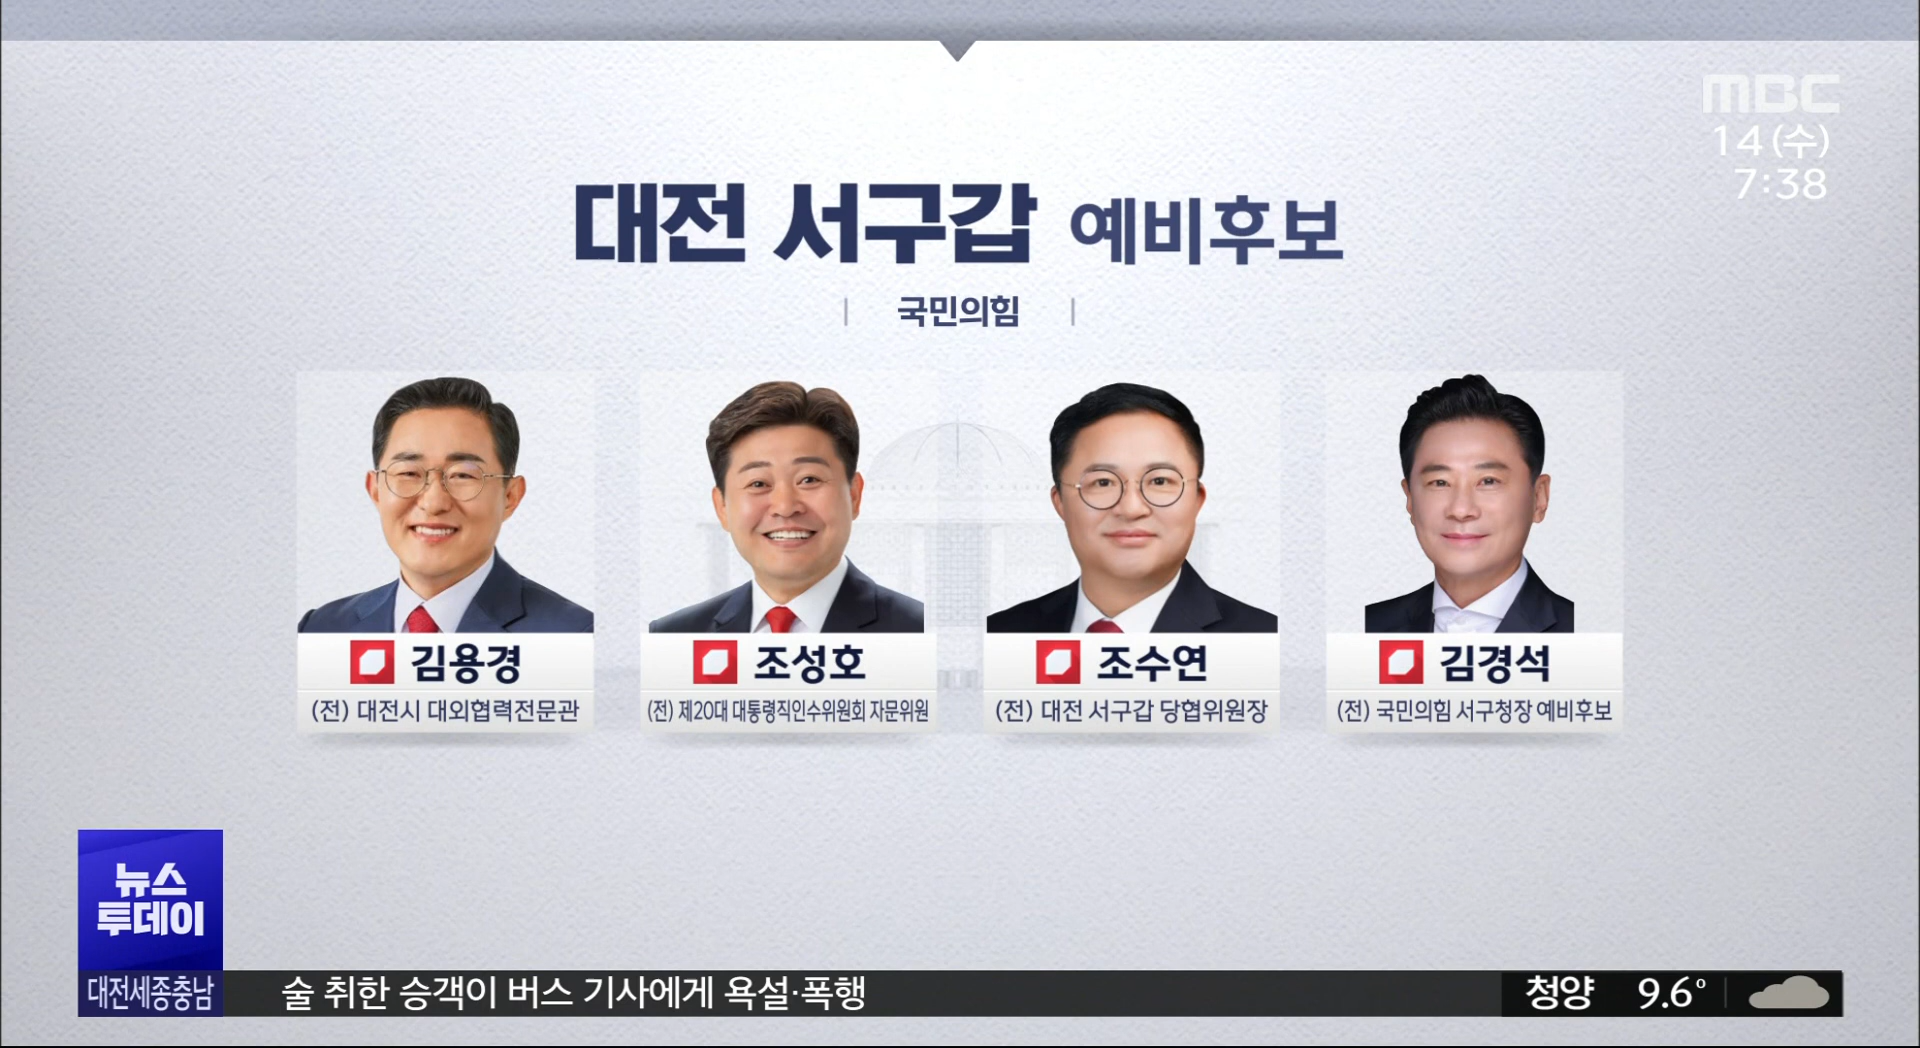 MBC
14(수)
7:38
대전 서구갑 예비후보
국민의힘
김용경
(전) 대전시 대외협력전문관
조성호
(전) 제20대 대통령직인수위원회 자문위원
조수연
(전) 대전 서구갑 당협위원장
김경석
(전) 국민의힘 서구청장 예비후보
뉴스
투데이
대전세종충남
술 취한 승객이 버스 기사에게 욕설·폭행
청양 9.6°